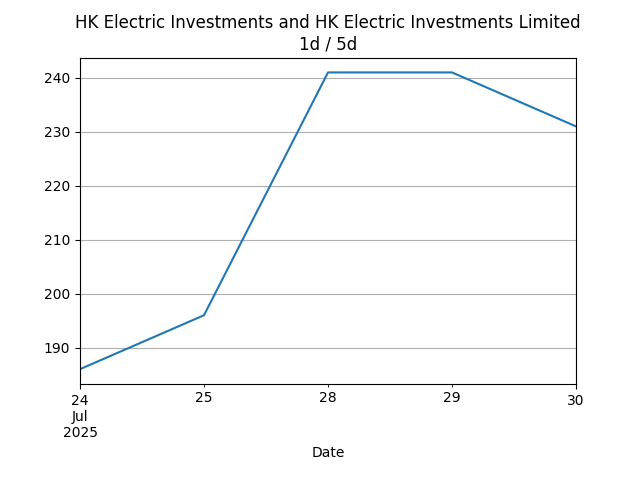 HK Electric Investments and HK Electric Investments Limited
1d / 5d
240
230
220
210
200
190
24 25 28 29 30
Jul
2025
Date